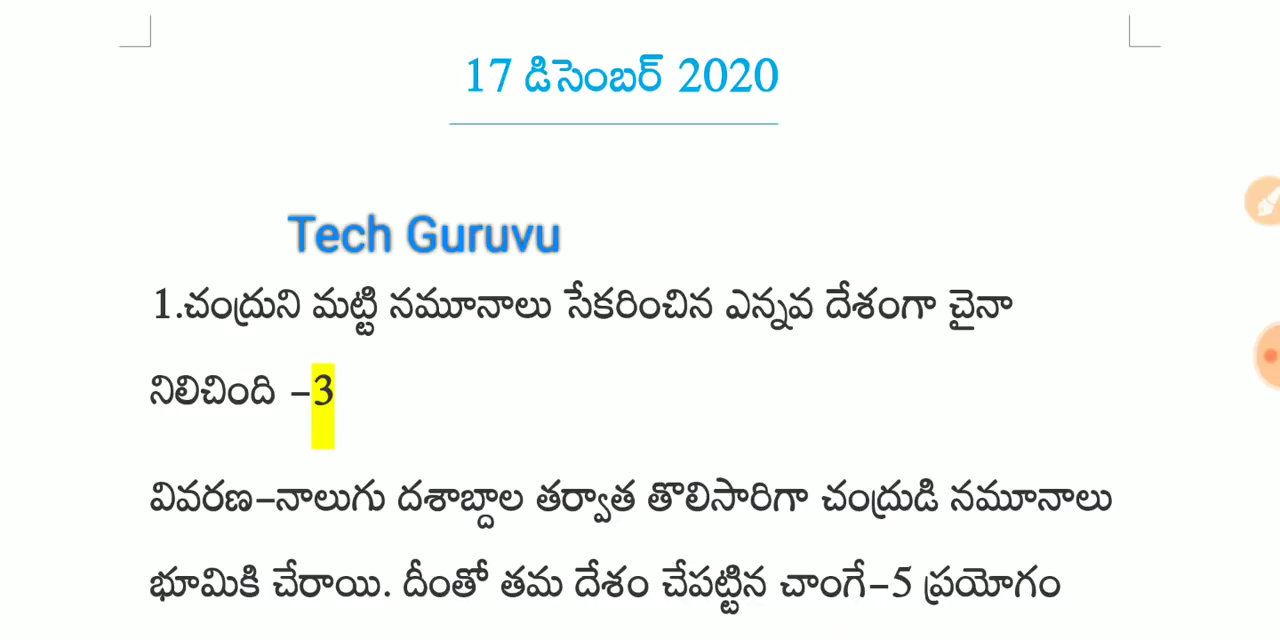 17 డిసెంబర్ 2020
Tech Guruvu
1.చంద్రుని మట్టి నమూనాలు సేకరించిన ఎన్నవ దేశంగా చైనా
నిలిచింది -3
వివరణ-నాలుగు దశాబ్దాల తర్వాత తొలిసారిగా చంద్రుడి నమూనాలు
భూమికి చేరాయి. దీంతో తమ దేశం చేపట్టిన చాంగే-5 ప్రయోగం